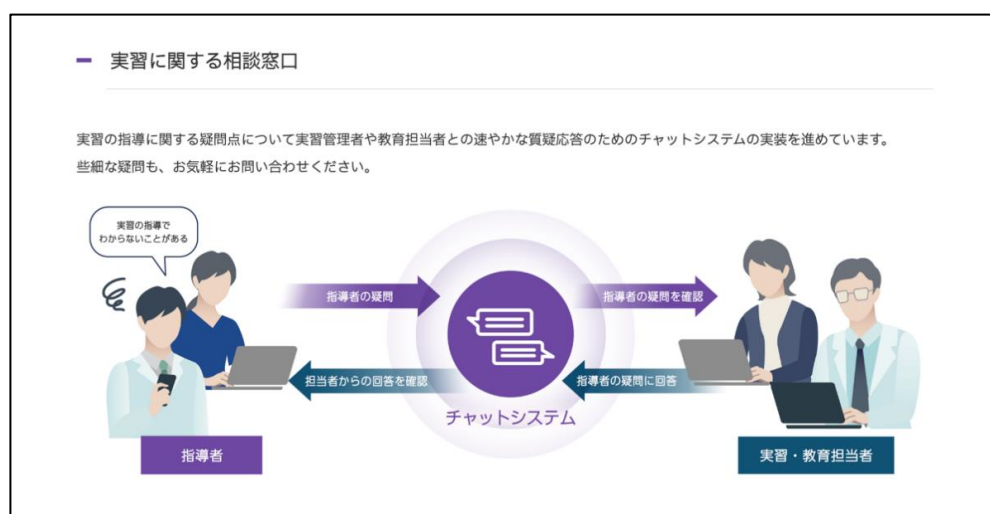 実習に関する相談窓口
実習の指導に関する疑問点について実習管理者や教育担当者との速やかな質疑応答のためのチャットシステムの実装を進めています。
些細な疑問も、お気軽にお問い合わせください。
実習の指導で
わからないことがある
指導者の疑問
指導者の疑問を確認
担当者からの回答を確認
指導者の疑問に回答
チャットシステム
指導者
実習・教育担当者